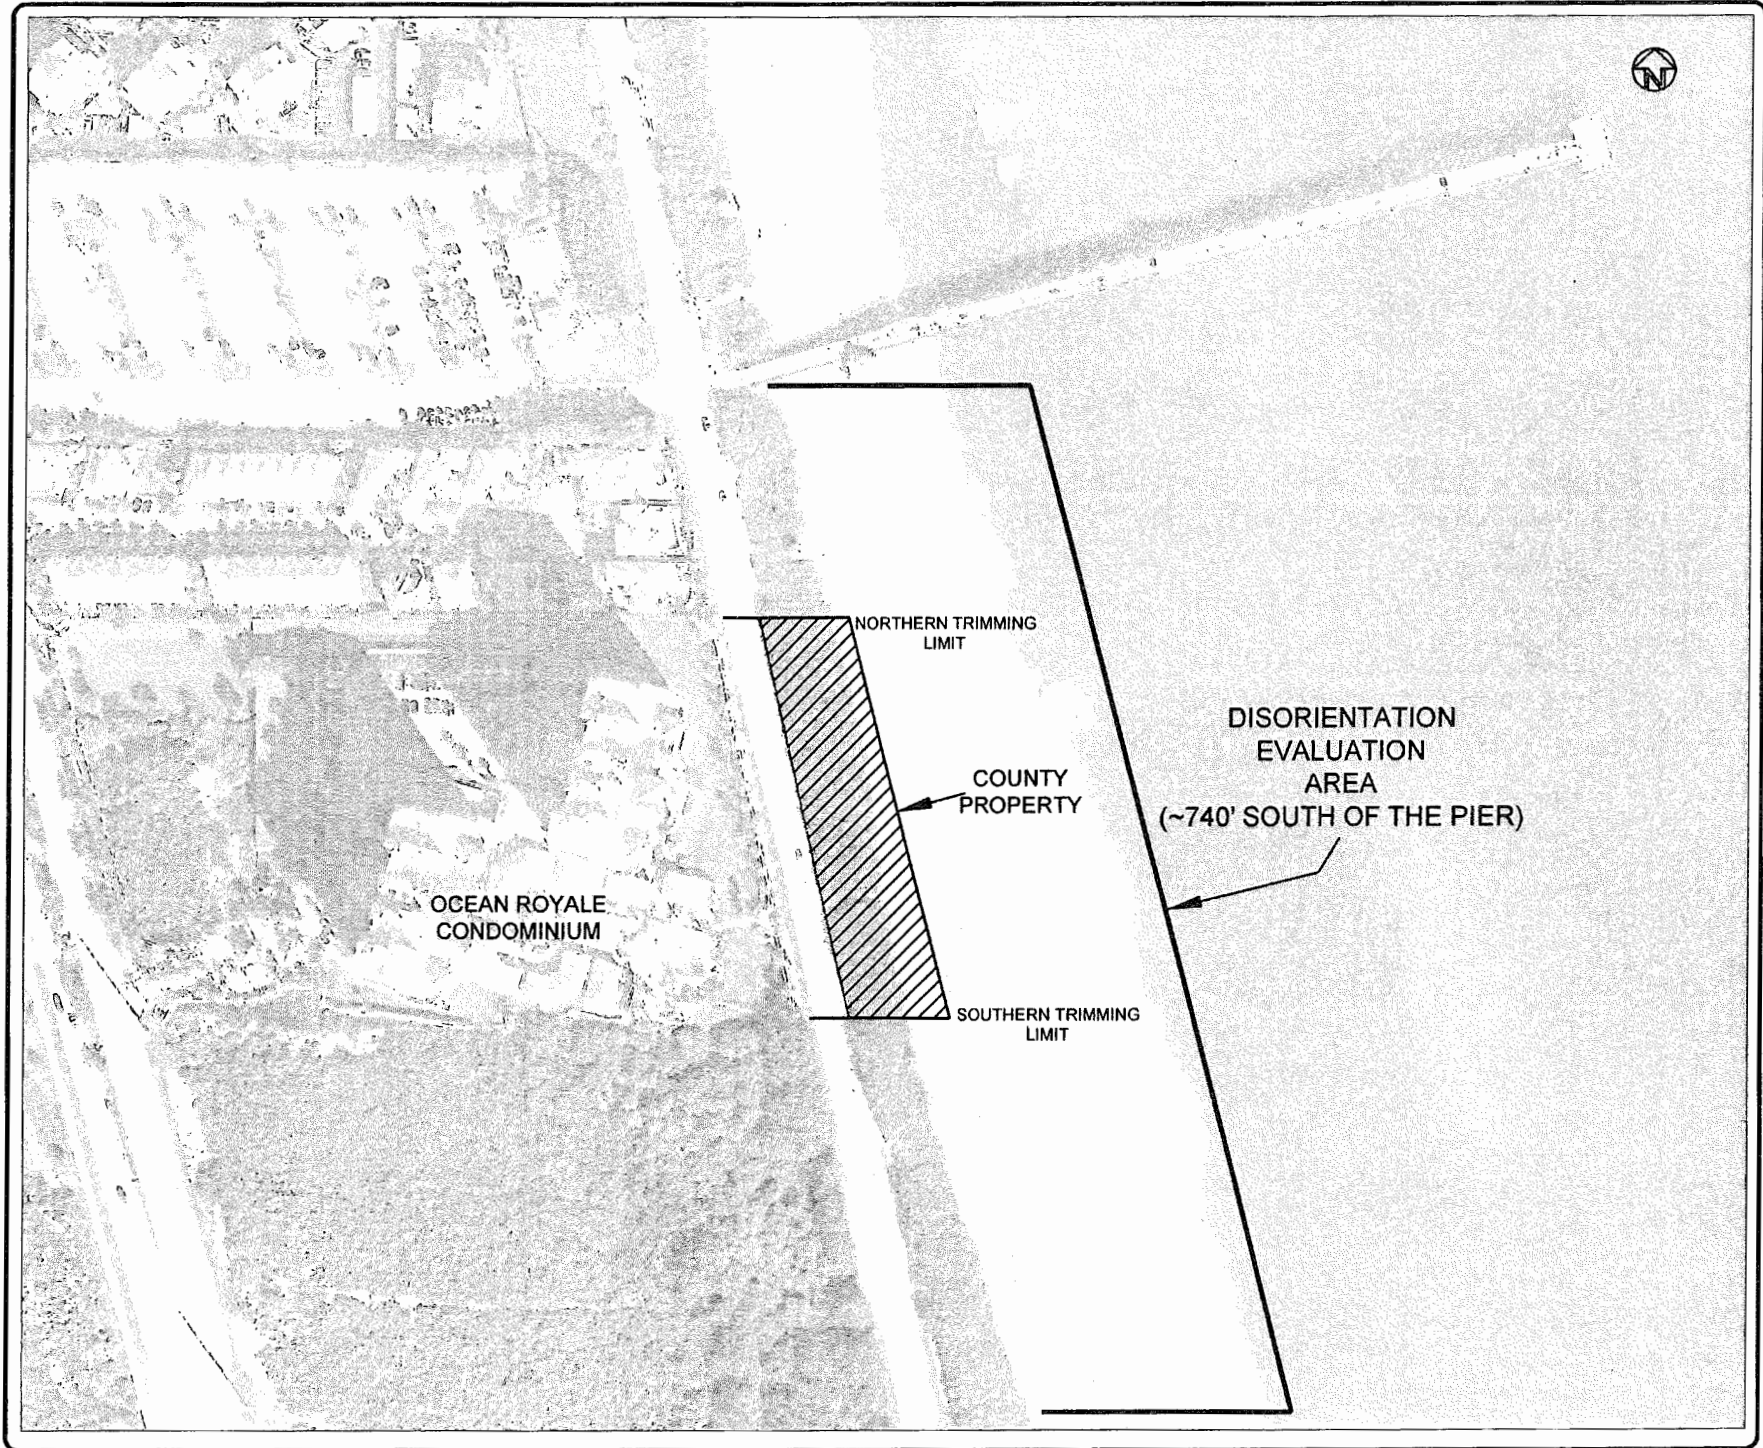 N
NORTHERN TRIMMING
LIMIT
DISORIENTATION
EVALUATION
AREA
(~740' SOUTH OF THE PIER)
COUNTY
PROPERTY
OCEAN ROYALE
CONDOMINIUM
SOUTHERN TRIMMING
LIMIT